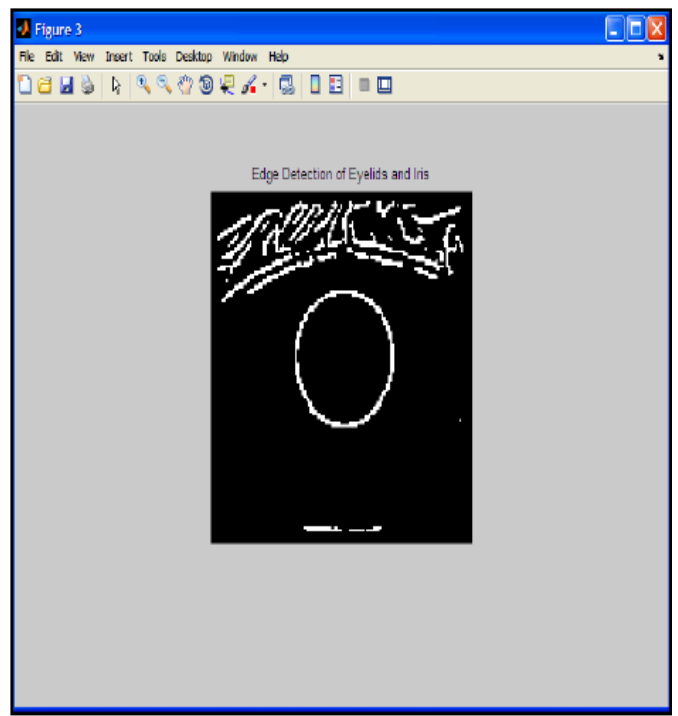 Figure 3
File Edit View Insert Tools Desktop Window Help
Edge Detection of Eyelids and Iris